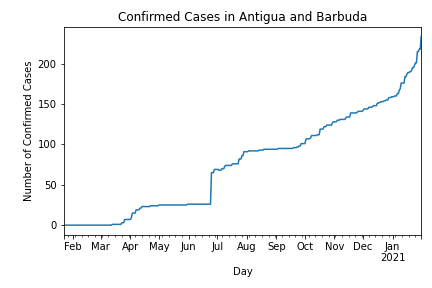 Confirmed Cases in Antigua and Barbuda
Number of Confirmed Cases
200
150
100
50
0
Feb Mar Apr May Jun Jul Aug Sep Oct Nov Dec Jan
2021
Day